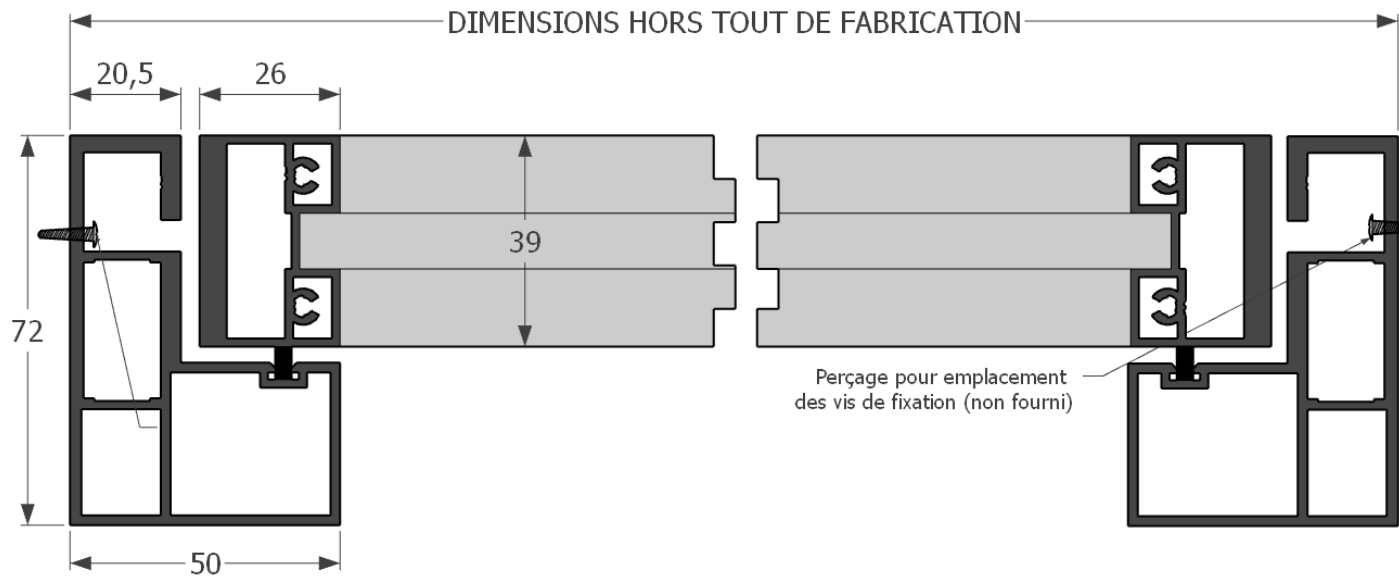 DIMENSIONS HORS TOUT DE FABRICATION
20,5
26
39
72
Perçage pour emplacement
des vis de fixation (non fourni)
50